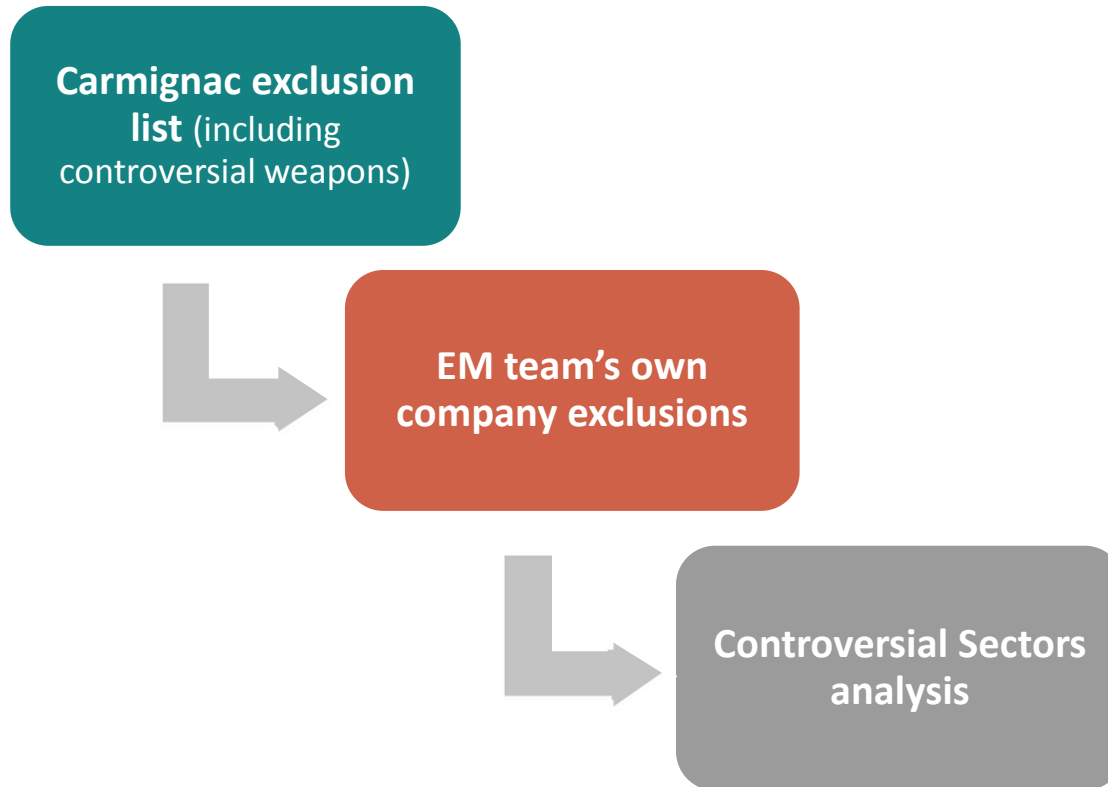 Carmignac exclusion
list (including
controversial weapons)
EM team’s own
company exclusions
Controversial Sectors
analysis